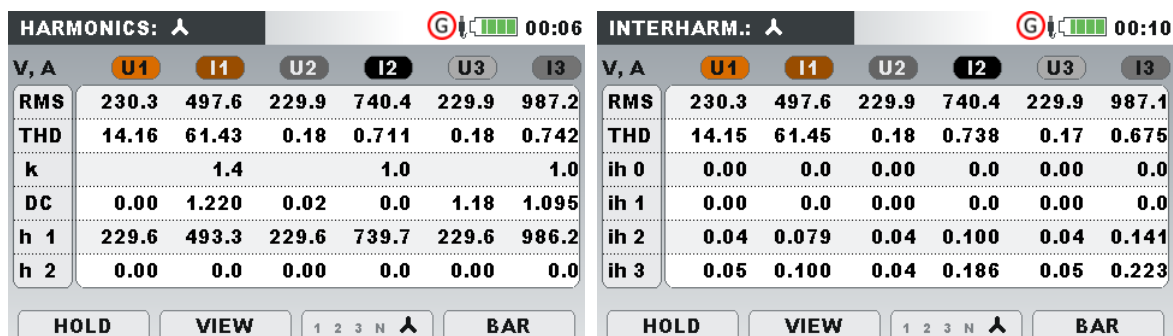 HARMONICS: G 00:06
V, A U1 I1 U2 I2 U3 I3
RMS 230.3 497.6 229.9 740.4 229.9 987.2
THD 14.16 61.43 0.18 0.711 0.18 0.742
k 1.4 1.0 1.0
DC 0.00 1.220 0.02 0.0 1.18 1.095
h 1 229.6 493.3 229.6 739.7 229.6 986.2
h 2 0.00 0.0 0.00 0.0 0.00 0.0
HOLD VIEW 1 2 3 N BAR
INTERHARM.: G 00:10
V, A U1 I1 U2 I2 U3 I3
RMS 230.3 497.6 229.9 740.4 229.9 987.1
THD 14.15 61.45 0.18 0.738 0.17 0.675
ih 0 0.00 0.0 0.00 0.0 0.00 0.0
ih 1 0.00 0.0 0.00 0.0 0.00 0.0
ih 2 0.04 0.079 0.04 0.100 0.04 0.141
ih 3 0.05 0.100 0.04 0.186 0.05 0.223
HOLD VIEW 1 2 3 N BAR